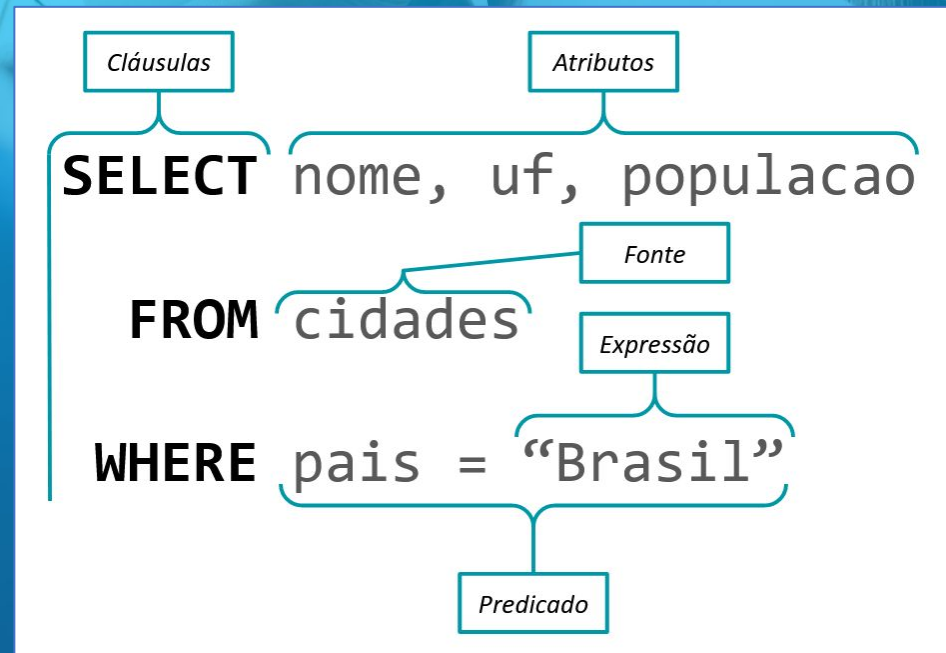 Cláusulas
Atributos
SELECT nome, uf, populacao
Fonte
FROM cidades
Expressão
WHERE pais = “Brasil”
Predicado